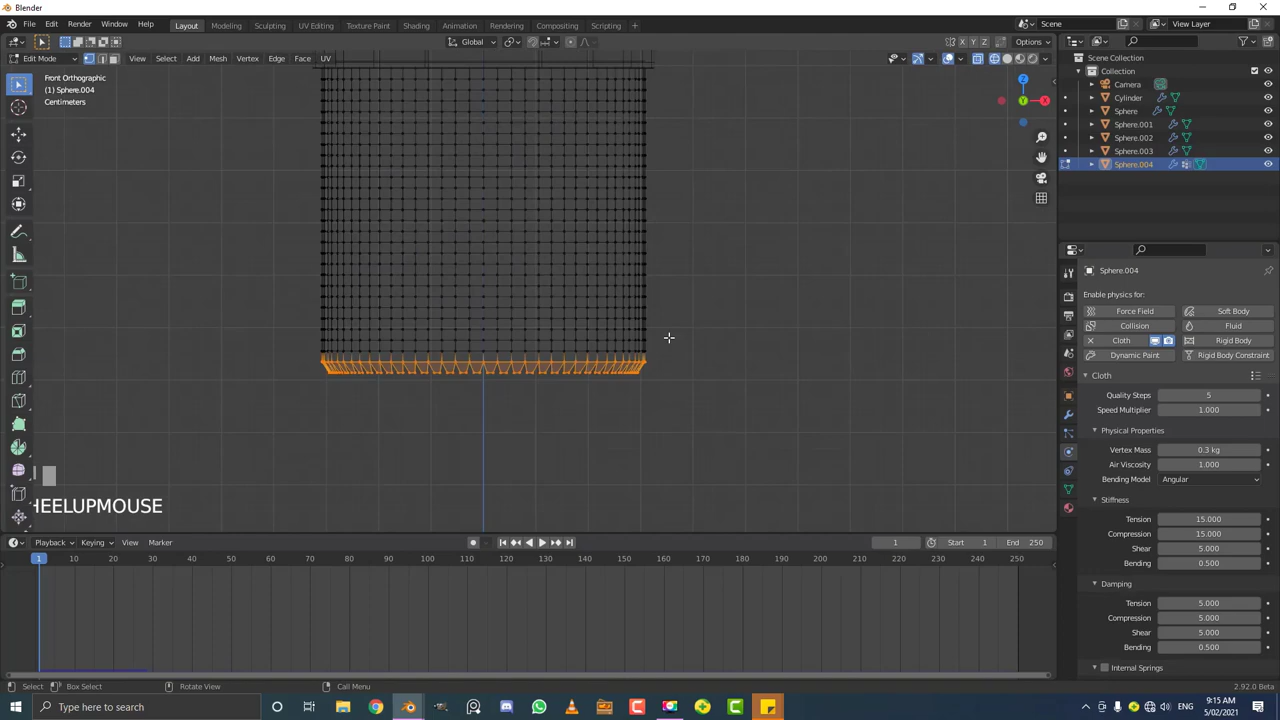 Blender
File Edit Render Window Help Layout Modeling Sculpting UV Editing Texture Paint Shading Animation Rendering Compositing Scripting + Scene View Layer
Global X Y Z Options
Edit Mode View Select Add Mesh Vertex Edge Face UV
Front Orthographic
(1) Sphere.004
Centimeters
Z
Y
X
HEELUPMOUSE
Scene Collection
Collection
Camera
Cylinder
Sphere
Sphere.001
Sphere.002
Sphere.003
Sphere.004
Sphere.004
Enable physics for:
Force Field Soft Body
Collision Fluid
Cloth Rigid Body
Dynamic Paint Rigid Body Constraint
Cloth
Quality Steps 5
Speed Multiplier 1.000
Physical Properties
Vertex Mass 0.3 kg
Air Viscosity 1.000
Bending Model Angular
Stiffness
Tension 15.000
Compression 15.000
Shear 5.000
Bending 0.500
Damping
Tension 5.000
Compression 5.000
Shear 5.000
Bending 0.500
Internal Springs
Playback Keying View Marker 1 Start 1 End 250
1 10 20 30 40 50 60 70 80 90 100 110 120 130 140 150 160 170 180 190 200 210 220 230 240 250
Select Box Select Rotate View Call Menu 2.92.0 Beta
Type here to search ENG 9:15 AM
5/02/2021